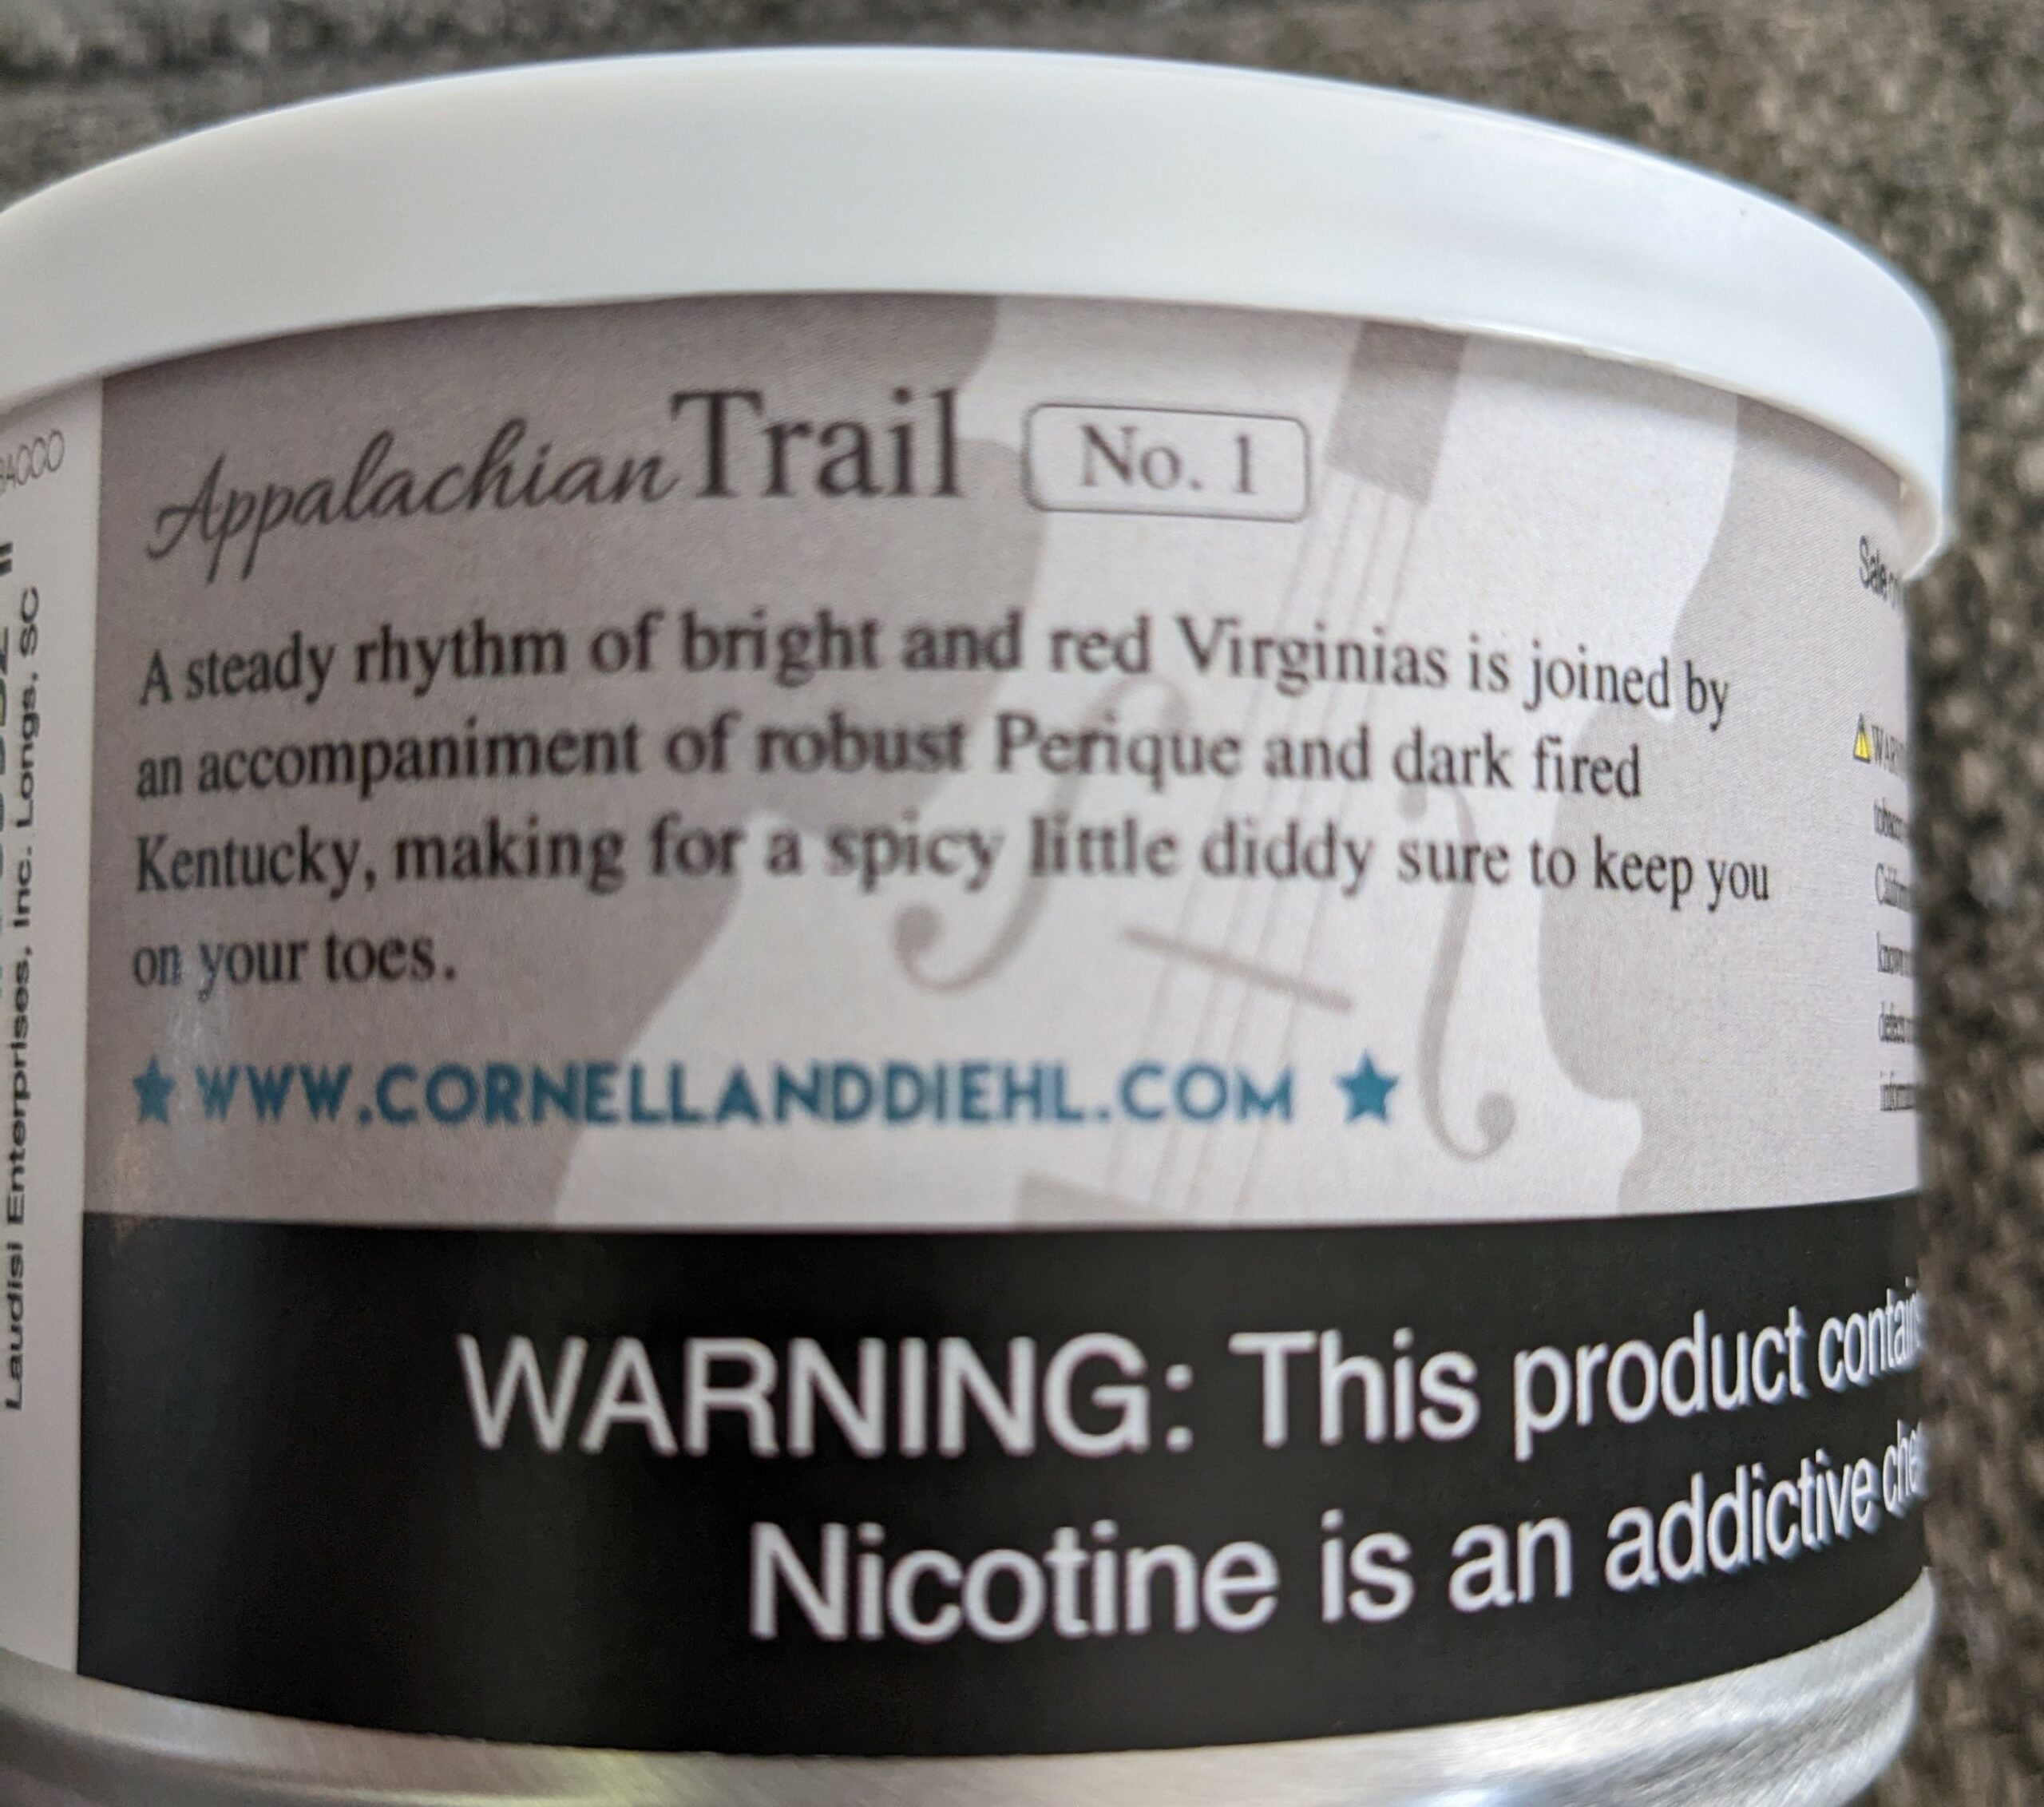 Appalachian Trail No. 1
A steady rhythm of bright and red Virginias is joined by
an accompaniment of robust Perique and dark fired
Kentucky, making for a spicy little diddy sure to keep you
on your toes.
WWW.CORNELLANDDIEHL.COM
WARNING: This product contains
Nicotine is an addictive
Laudisi Enterprises, Inc. Longs, SC
Sale